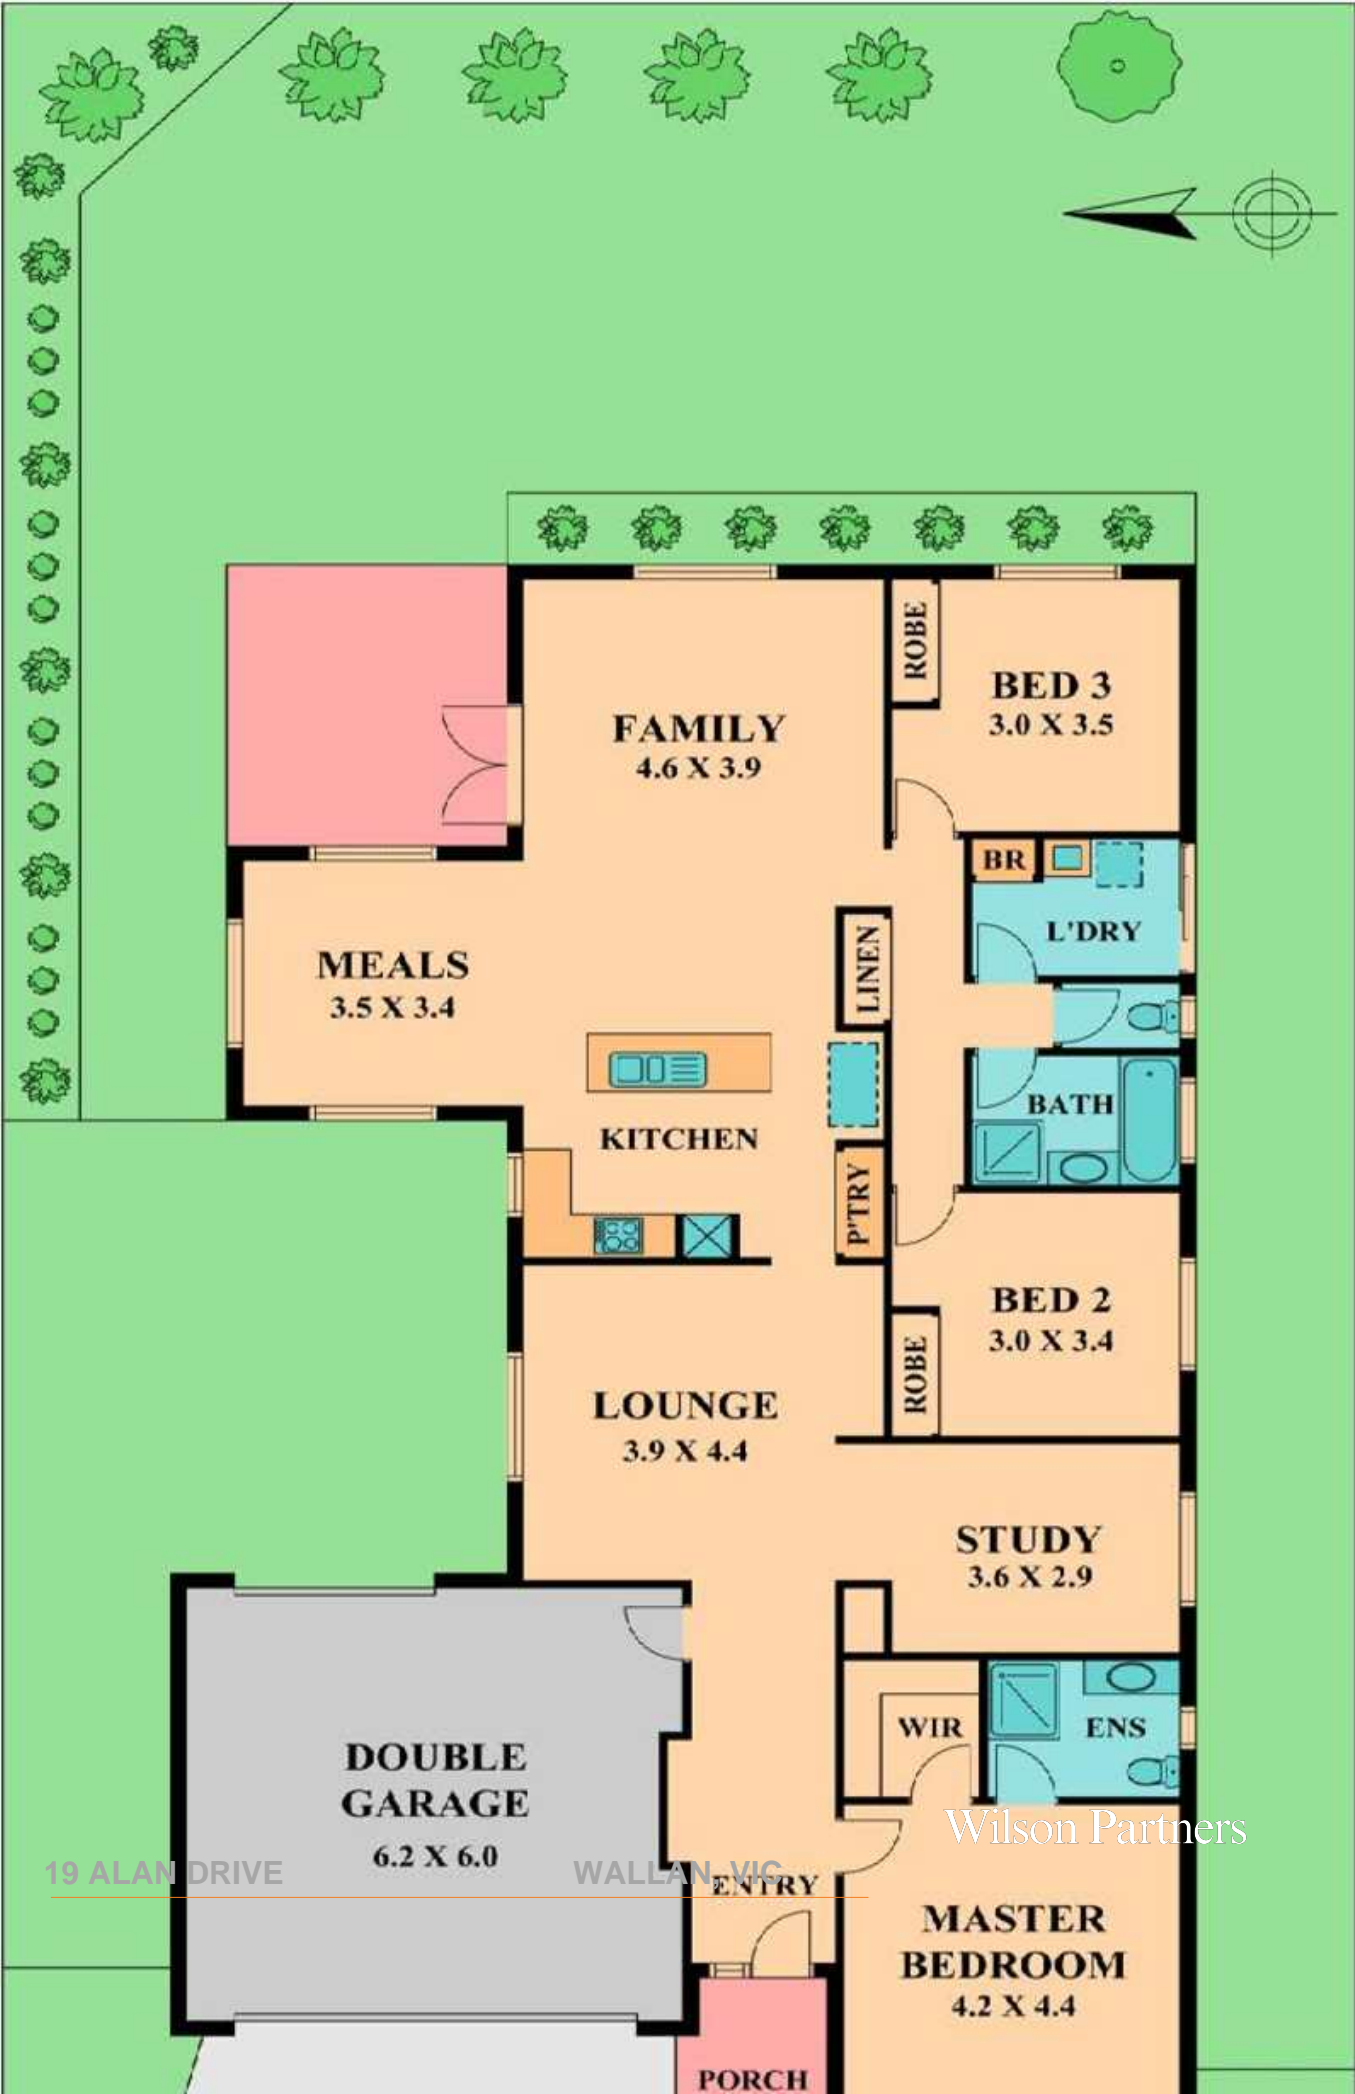 ROBE
BED 3
3.0 X 3.5
FAMILY
4.6 X 3.9
BR
L'DRY
LINEN
MEALS
3.5 X 3.4
BATH
KITCHEN
P'TRY
BED 2
3.0 X 3.4
ROBE
LOUNGE
3.9 X 4.4
STUDY
3.6 X 2.9
WIR
ENS
DOUBLE
GARAGE
6.2 X 6.0
Wilson Partners
19 ALAN DRIVE WALLAN, VIC
ENTRY
MASTER
BEDROOM
4.2 X 4.4
PORCH